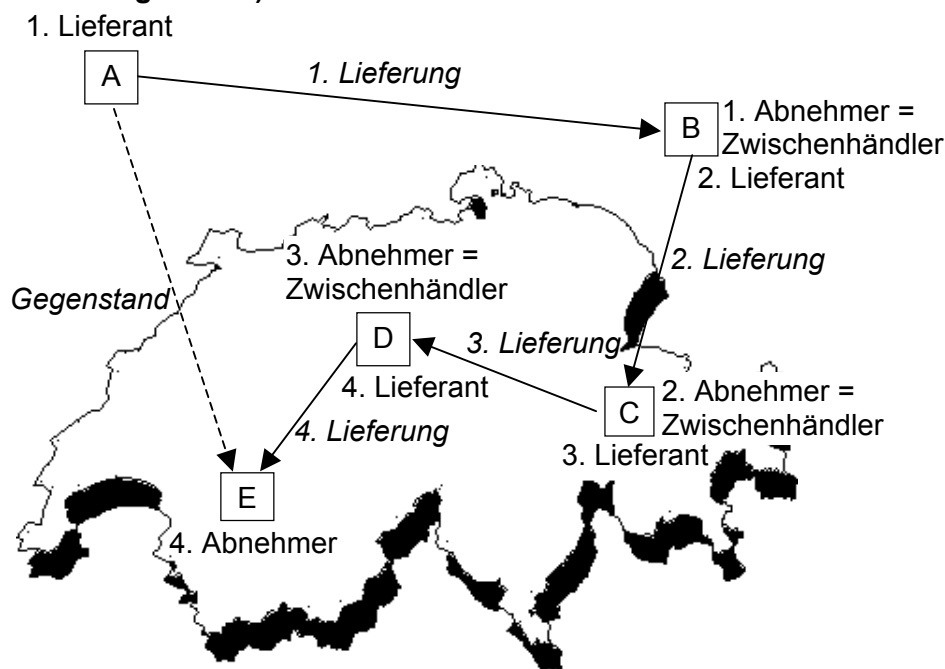 1. Lieferant
A
1. Lieferung
B
1. Abnehmer =
Zwischenhändler
2. Lieferant
3. Abnehmer =
Zwischenhändler
2. Lieferung
Gegenstand
D
3. Lieferung
4. Lieferant
C
2. Abnehmer =
Zwischenhändler
4. Lieferung
3. Lieferant
E
4. Abnehmer